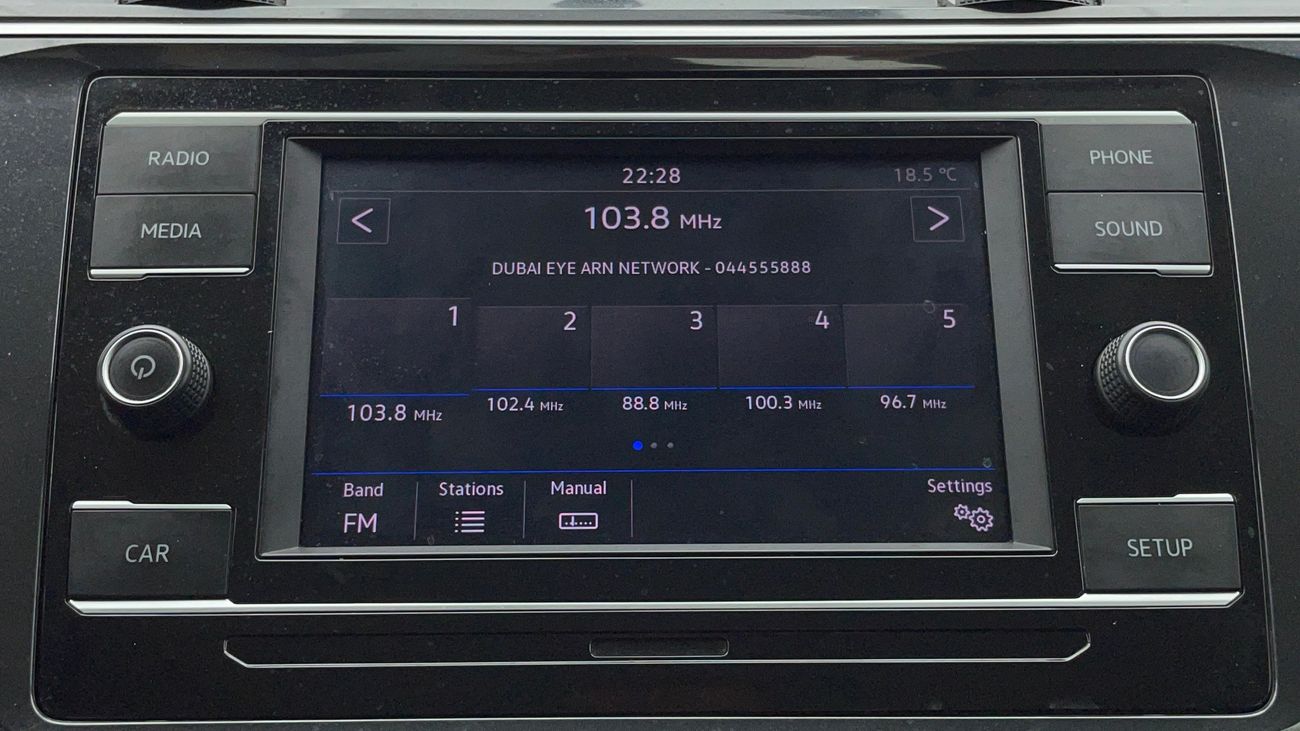 RADIO
MEDIA
CAR
22:28
18.5 °C
<
103.8 MHz
>
DUBAI EYE ARN NETWORK - 044555888
1
2
3
4
5
103.8 MHz
102.4 MHz
88.8 MHz
100.3 MHz
96.7 MHz
Band
FM
Stations
Manual
Settings
PHONE
SOUND
SETUP